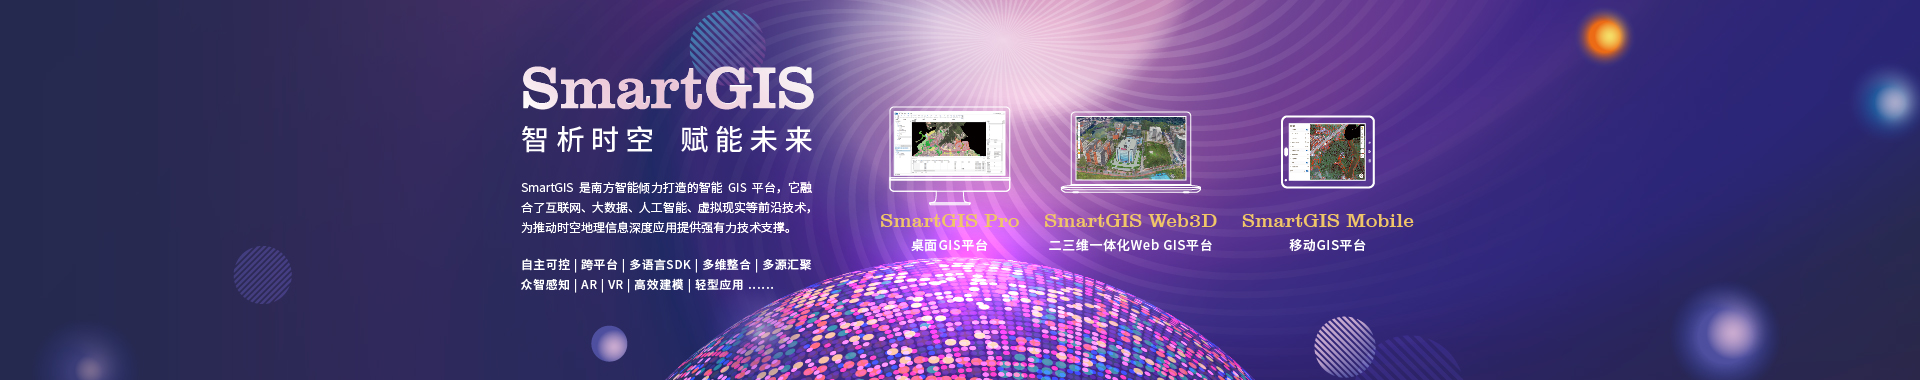 SmartGIS
智析时空 赋能未来
SmartGIS 是南方智能倾力打造的智能 GIS 平台，它融
合了互联网、大数据、人工智能、虚拟现实等前沿技术，
为推动时空地理信息深度应用提供强有力技术支撑。
自主可控 | 跨平台 | 多语言SDK | 多维整合 | 多源汇聚
众智感知 | AR | VR | 高效建模 | 轻型应用 ......
SmartGIS Pro
桌面GIS平台
SmartGIS Web3D
二三维一体化Web GIS平台
SmartGIS Mobile
移动GIS平台